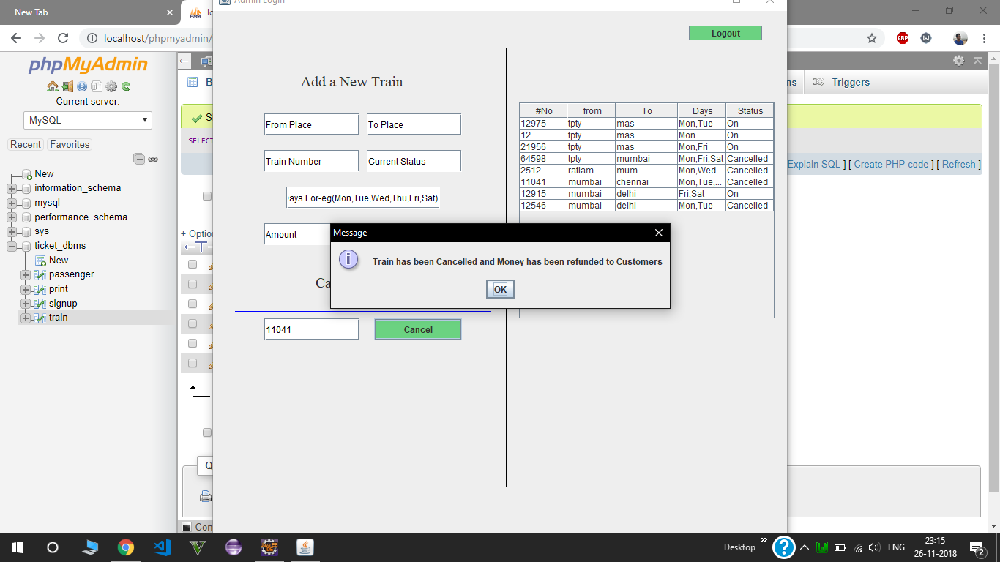 New Tab
Admin Login
localhost/phpmyadmin/
ABP
Logout
phpMyAdmin
Current server:
MySQL
Recent Favorites
New
information_schema
mysql
performance_schema
sys
ticket_dbms
New
passenger
print
signup
train
SELECT
Triggers
Explain SQL ] [ Create PHP code ] [ Refresh ]
Add a New Train
From Place To Place
Train Number Current Status
For-eg(Mon,Tue,Wed,Thu,Fri,Sat)
Amount
#No from To Days Status
12975 tpty mas Mon,Tue On
12 tpty mas Mon On
21956 tpty mas Mon,Fri On
64598 tpty mumbai Mon,Fri,Sat Cancelled
2512 ratlam mum Mon,Wed Cancelled
11041 mumbai chennai Mon,Tue,... Cancelled
12915 mumbai delhi Fri,Sat On
12546 mumbai delhi Mon,Tue Cancelled
Message
Train has been Cancelled and Money has been refunded to Customers
OK
11041 Cancel
Desktop » ENG 23:15
26-11-2018 2